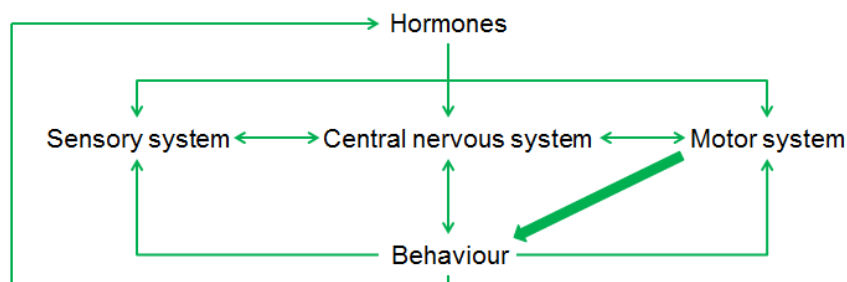 Hormones
Sensory system Central nervous system Motor system
Behaviour